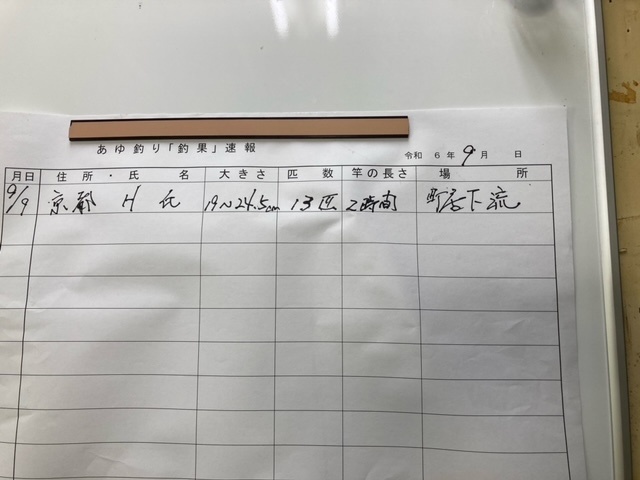 あゆ釣り「釣果」速報
令和 6年 9月 日
月日 住所・氏名 大きさ 匹数 竿の長さ 場所
9/9 京都 H氏 19~24.5cm 13匹 2時間 町居下流